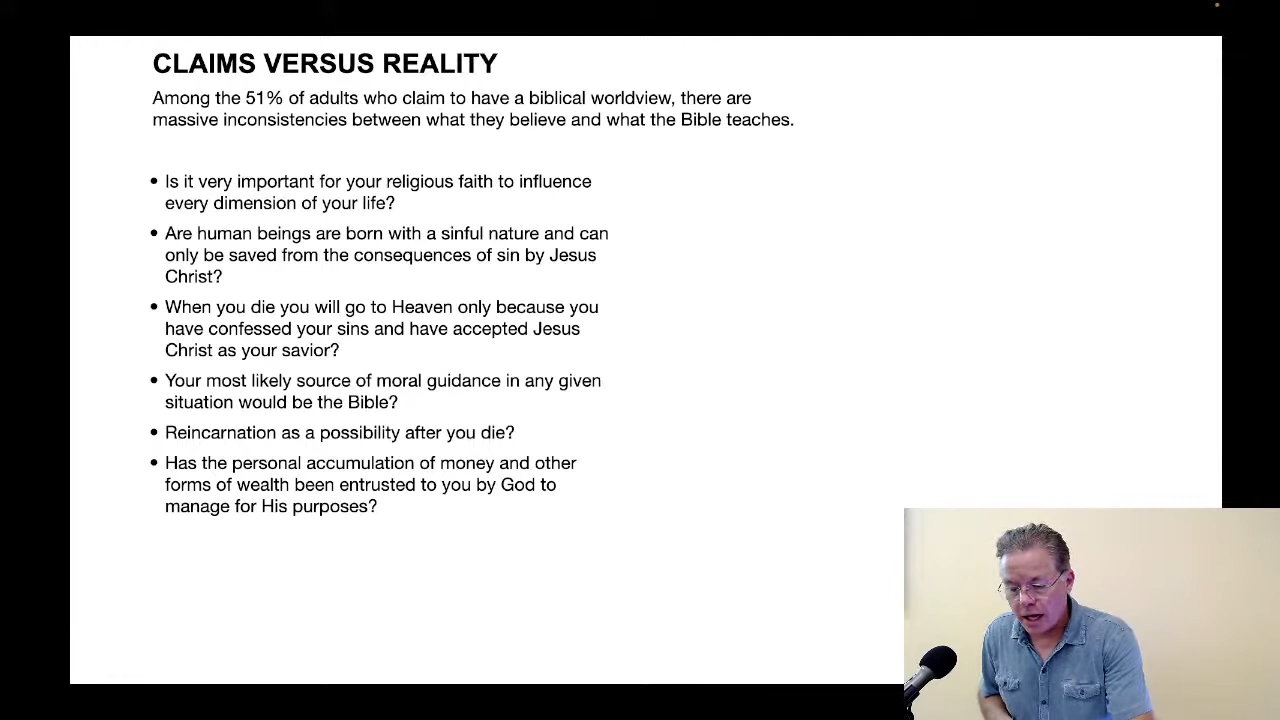 CLAIMS VERSUS REALITY
Among the 51% of adults who claim to have a biblical worldview, there are
massive inconsistencies between what they believe and what the Bible teaches.
• Is it very important for your religious faith to influence
every dimension of your life?
• Are human beings are born with a sinful nature and can
only be saved from the consequences of sin by Jesus
Christ?
• When you die you will go to Heaven only because you
have confessed your sins and have accepted Jesus
Christ as your savior?
• Your most likely source of moral guidance in any given
situation would be the Bible?
• Reincarnation as a possibility after you die?
• Has the personal accumulation of money and other
forms of wealth been entrusted to you by God to
manage for His purposes?